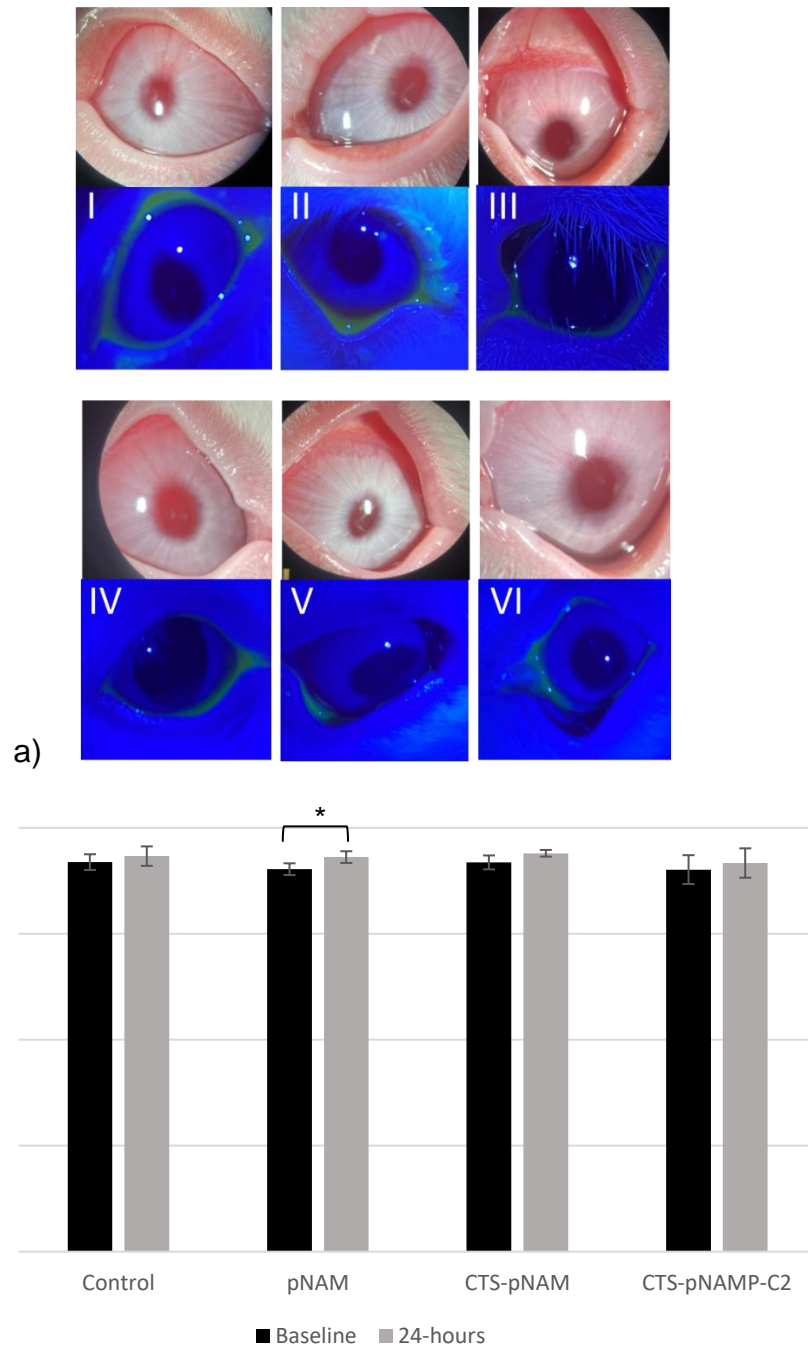 I II III
IV V VI
a)
*
Control pNAM CTS-pNAM CTS-pNAMP-C2
Baseline 24-hours